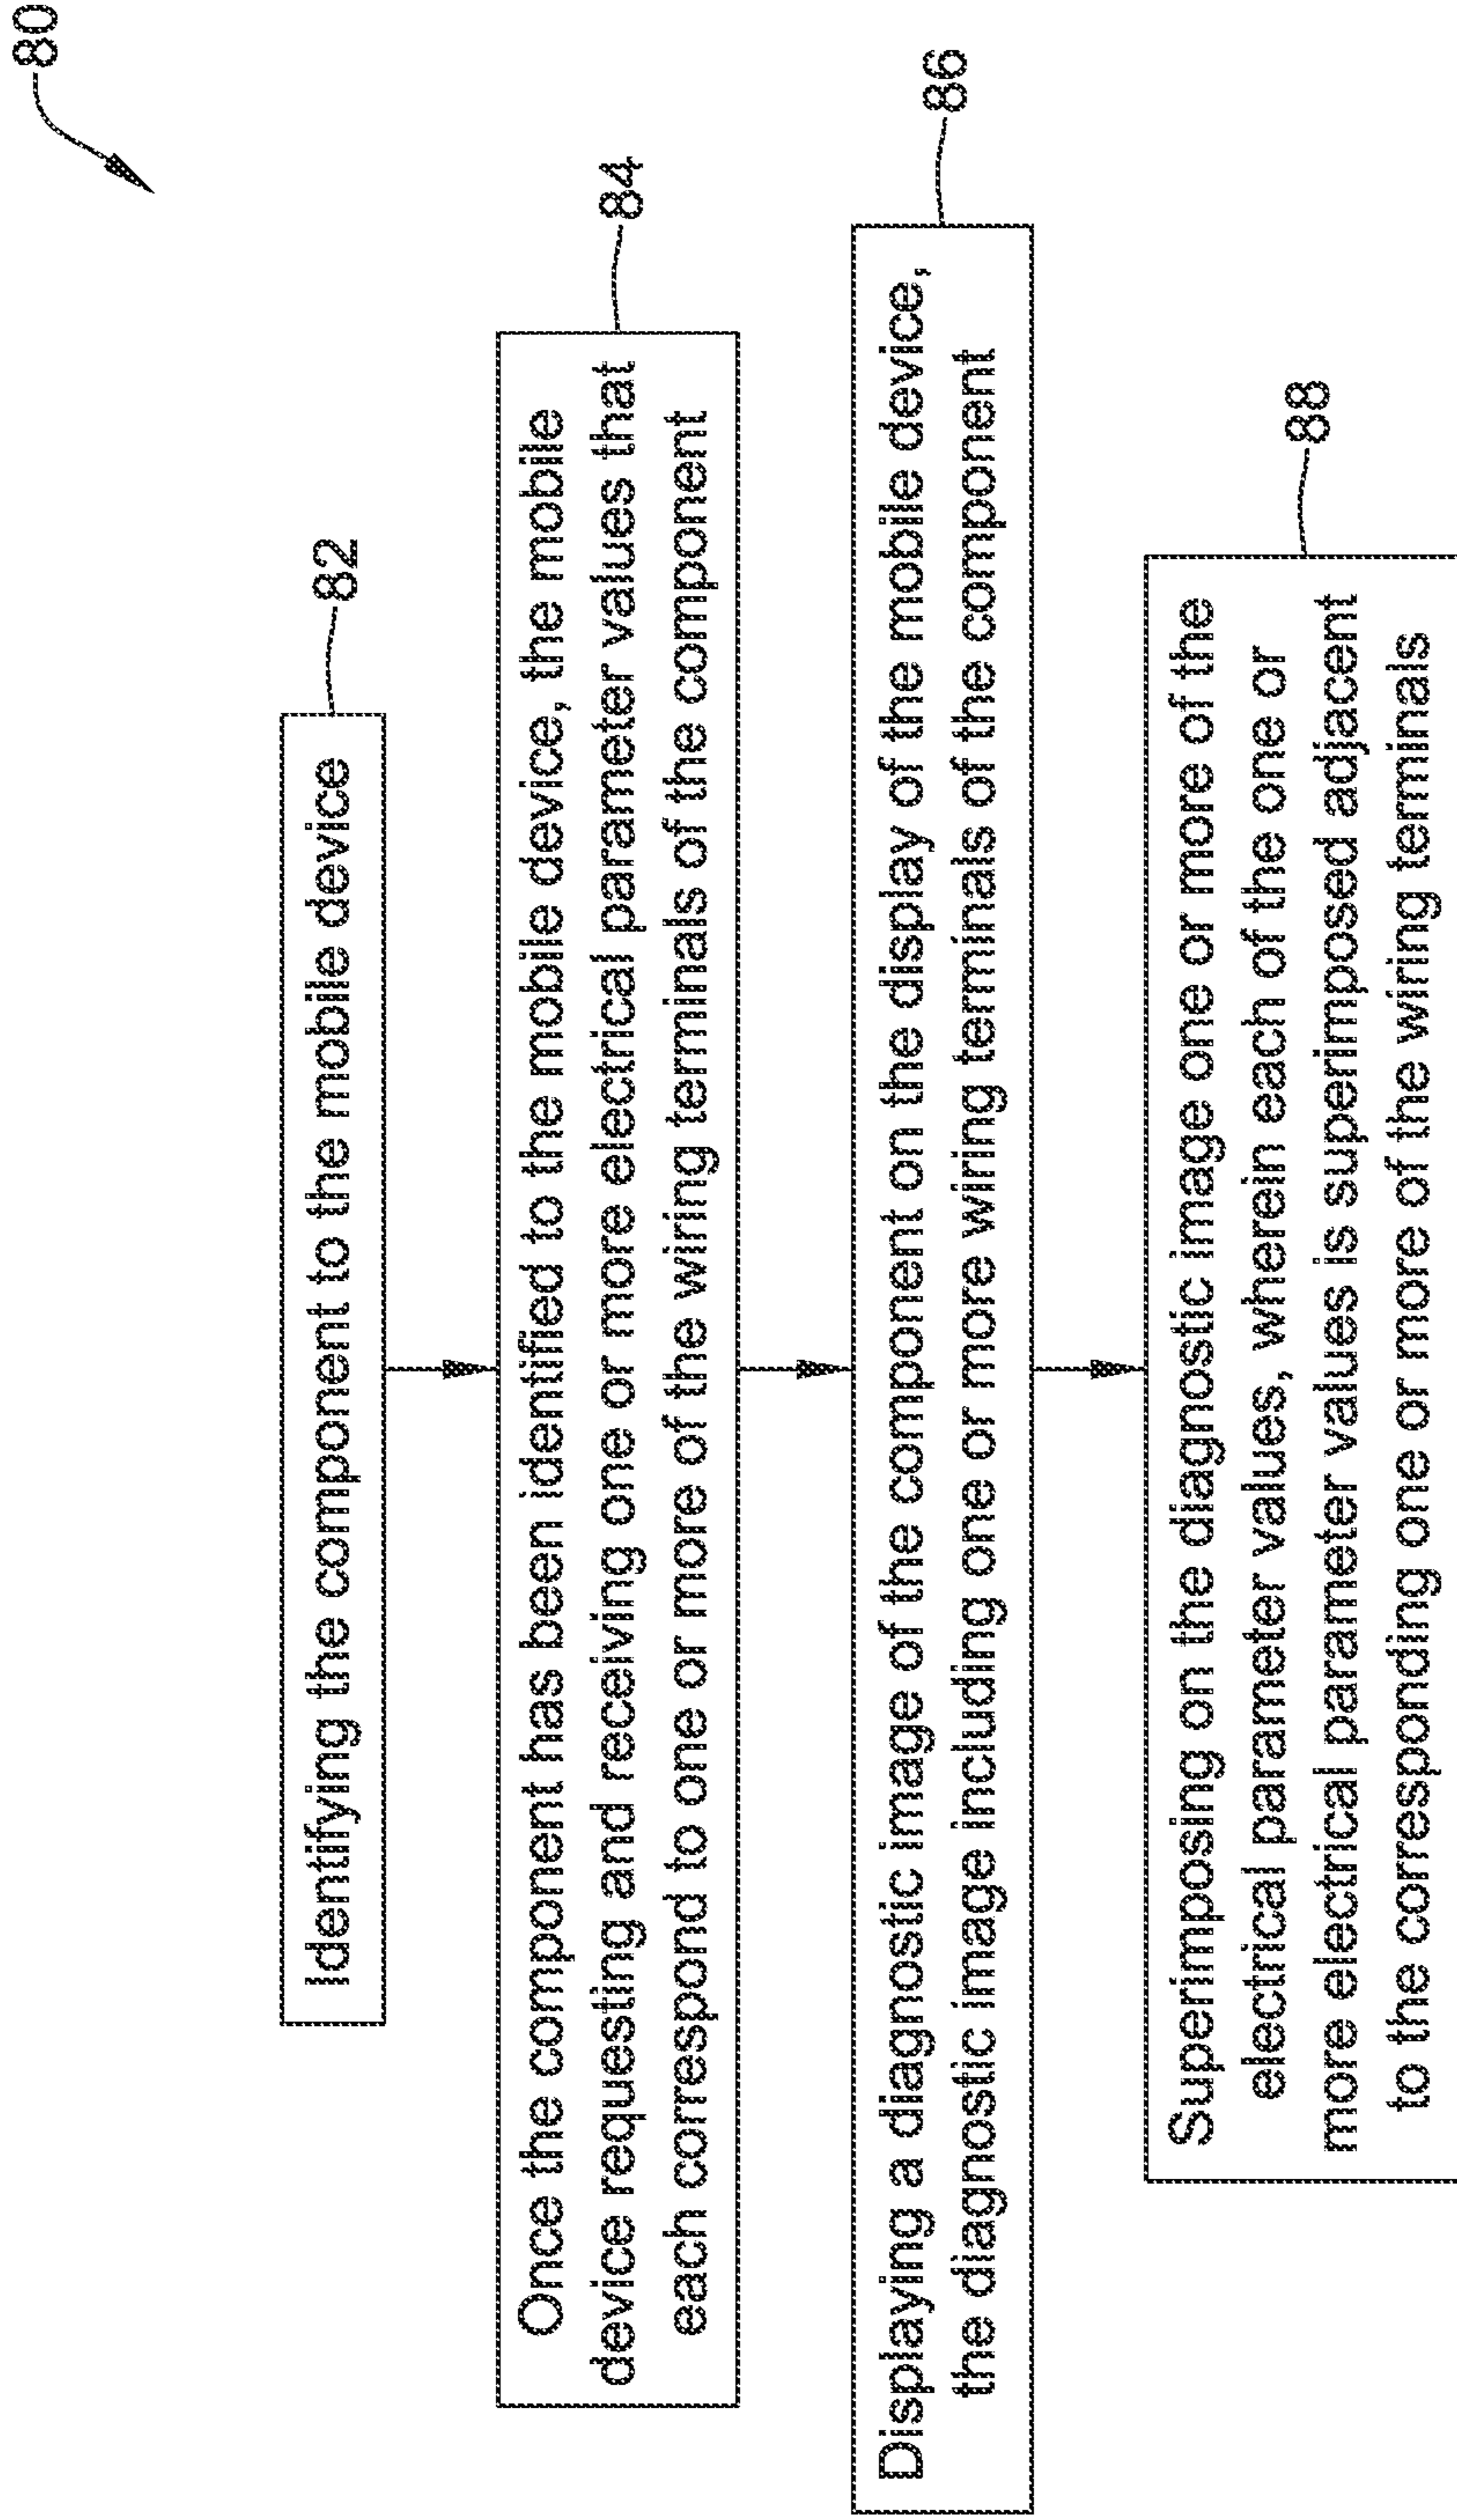 80
Identifying the component to the mobile device
82
Once the component has been identified to the mobile device, the mobile
device requesting and receiving one or more electrical parameter values that
each correspond to one or more of the wiring terminals of the component
84
Displaying a diagnostic image of the component on the display of the mobile device,
the diagnostic image including one or more wiring terminals of the component
86
Superimposing on the diagnostic image one or more of the
electrical parameter values, wherein each of the one or
more electrical parameter values is superimposed adjacent
to the corresponding one or more of the wiring terminals
88